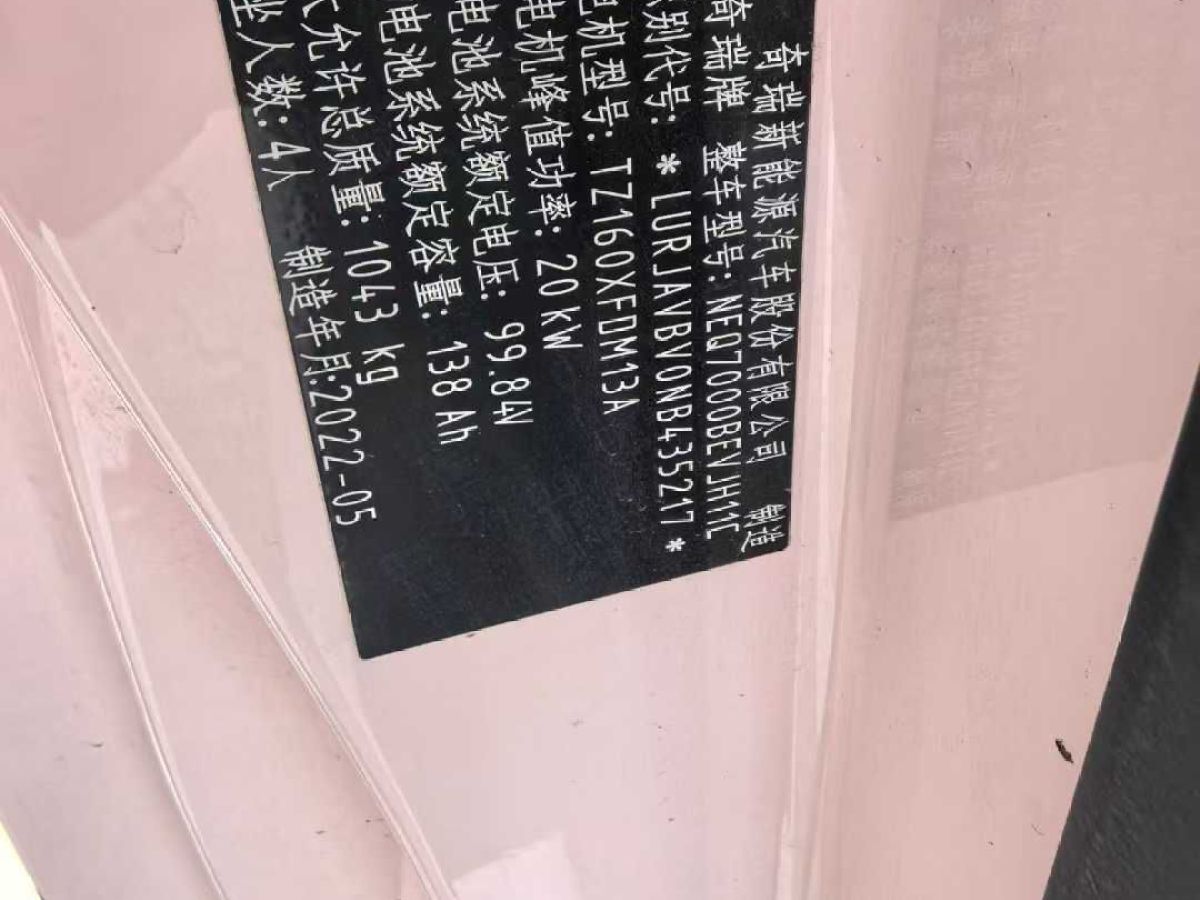 奇瑞新能源汽车股份有限公司 制造
奇瑞牌 整车型号: NEQ7000BEVJH11C
别代号: * LURJAVBV0NB435217 *
电机型号: TZ160XFDM13A
电机峰值功率: 20kW
电池系统额定电压: 99.84V
电池系统额定容量: 138Ah
大允许总质量: 1043 kg
坐人数: 4人 制造年月:2022-05